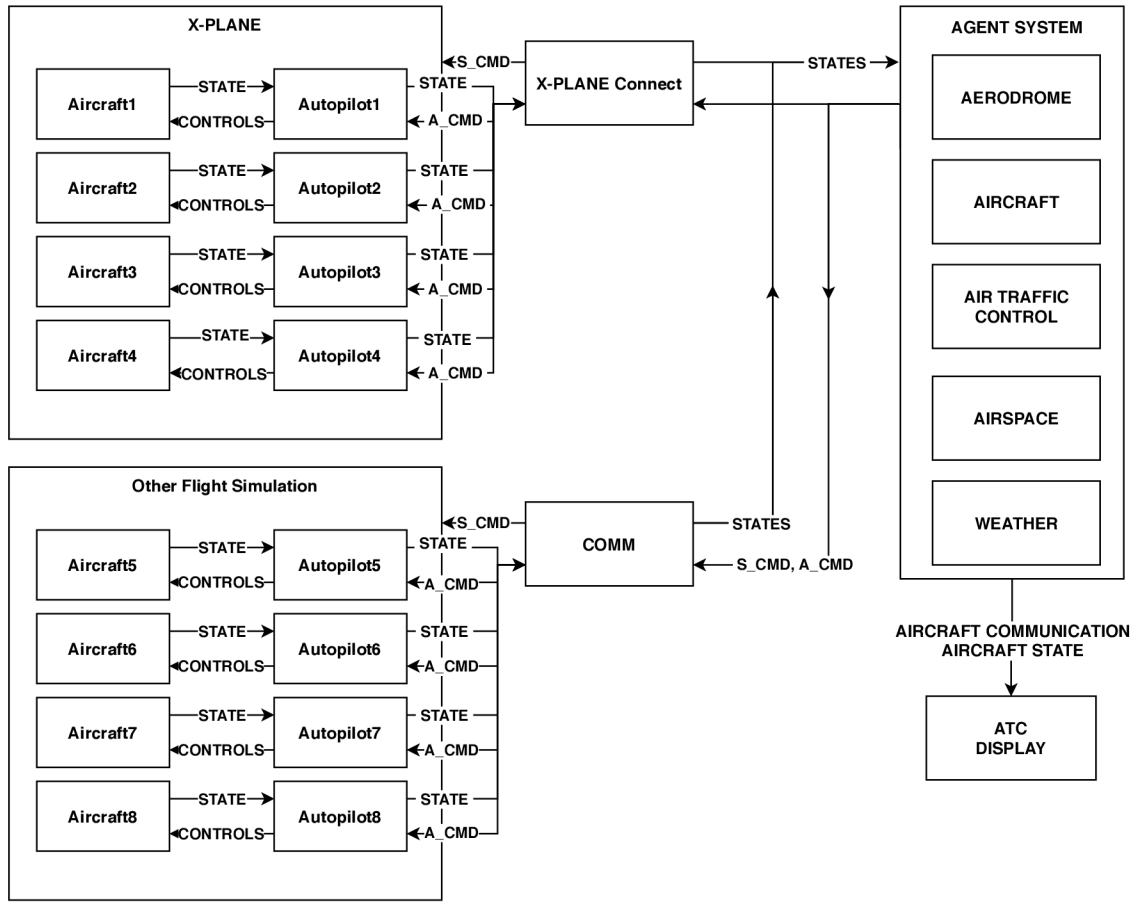 X-PLANE
S_CMD
X-PLANE Connect
STATES
AGENT SYSTEM
Aircraft1
STATE
CONTROLS
Autopilot1
STATE
A_CMD
Aircraft2
STATE
CONTROLS
Autopilot2
STATE
A_CMD
Aircraft3
STATE
CONTROLS
Autopilot3
STATE
A_CMD
Aircraft4
STATE
CONTROLS
Autopilot4
STATE
A_CMD
AERODROME
AIRCRAFT
AIR TRAFFIC
CONTROL
AIRSPACE
WEATHER
Other Flight Simulation
S_CMD
COMM
STATES
S_CMD, A_CMD
Aircraft5
STATE
CONTROLS
Autopilot5
STATE
A_CMD
Aircraft6
STATE
CONTROLS
Autopilot6
STATE
A_CMD
Aircraft7
STATE
CONTROLS
Autopilot7
STATE
A_CMD
Aircraft8
STATE
CONTROLS
Autopilot8
STATE
A_CMD
AIRCRAFT COMMUNICATION
AIRCRAFT STATE
ATC
DISPLAY